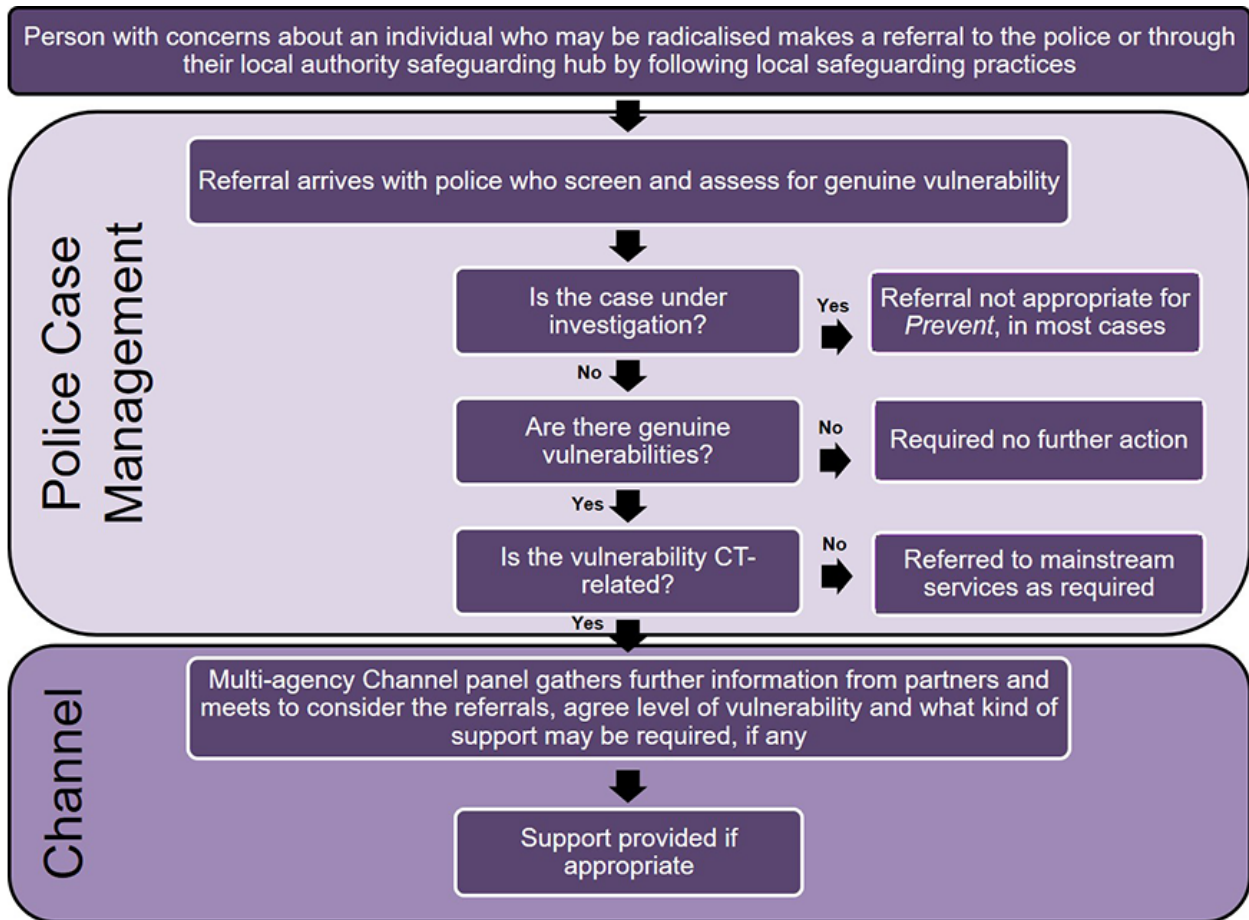 Person with concerns about an individual who may be radicalised makes a referral to the police or through
their local authority safeguarding hub by following local safeguarding practices
Police Case
Management
Referral arrives with police who screen and assess for genuine vulnerability
Is the case under
investigation?
Yes
Referral not appropriate for
Prevent, in most cases
No
Are there genuine
vulnerabilities?
No
Required no further action
Yes
Is the vulnerability CT-
related?
No
Referred to mainstream
services as required
Yes
Channel
Multi-agency Channel panel gathers further information from partners and
meets to consider the referrals, agree level of vulnerability and what kind of
support may be required, if any
Support provided if
appropriate